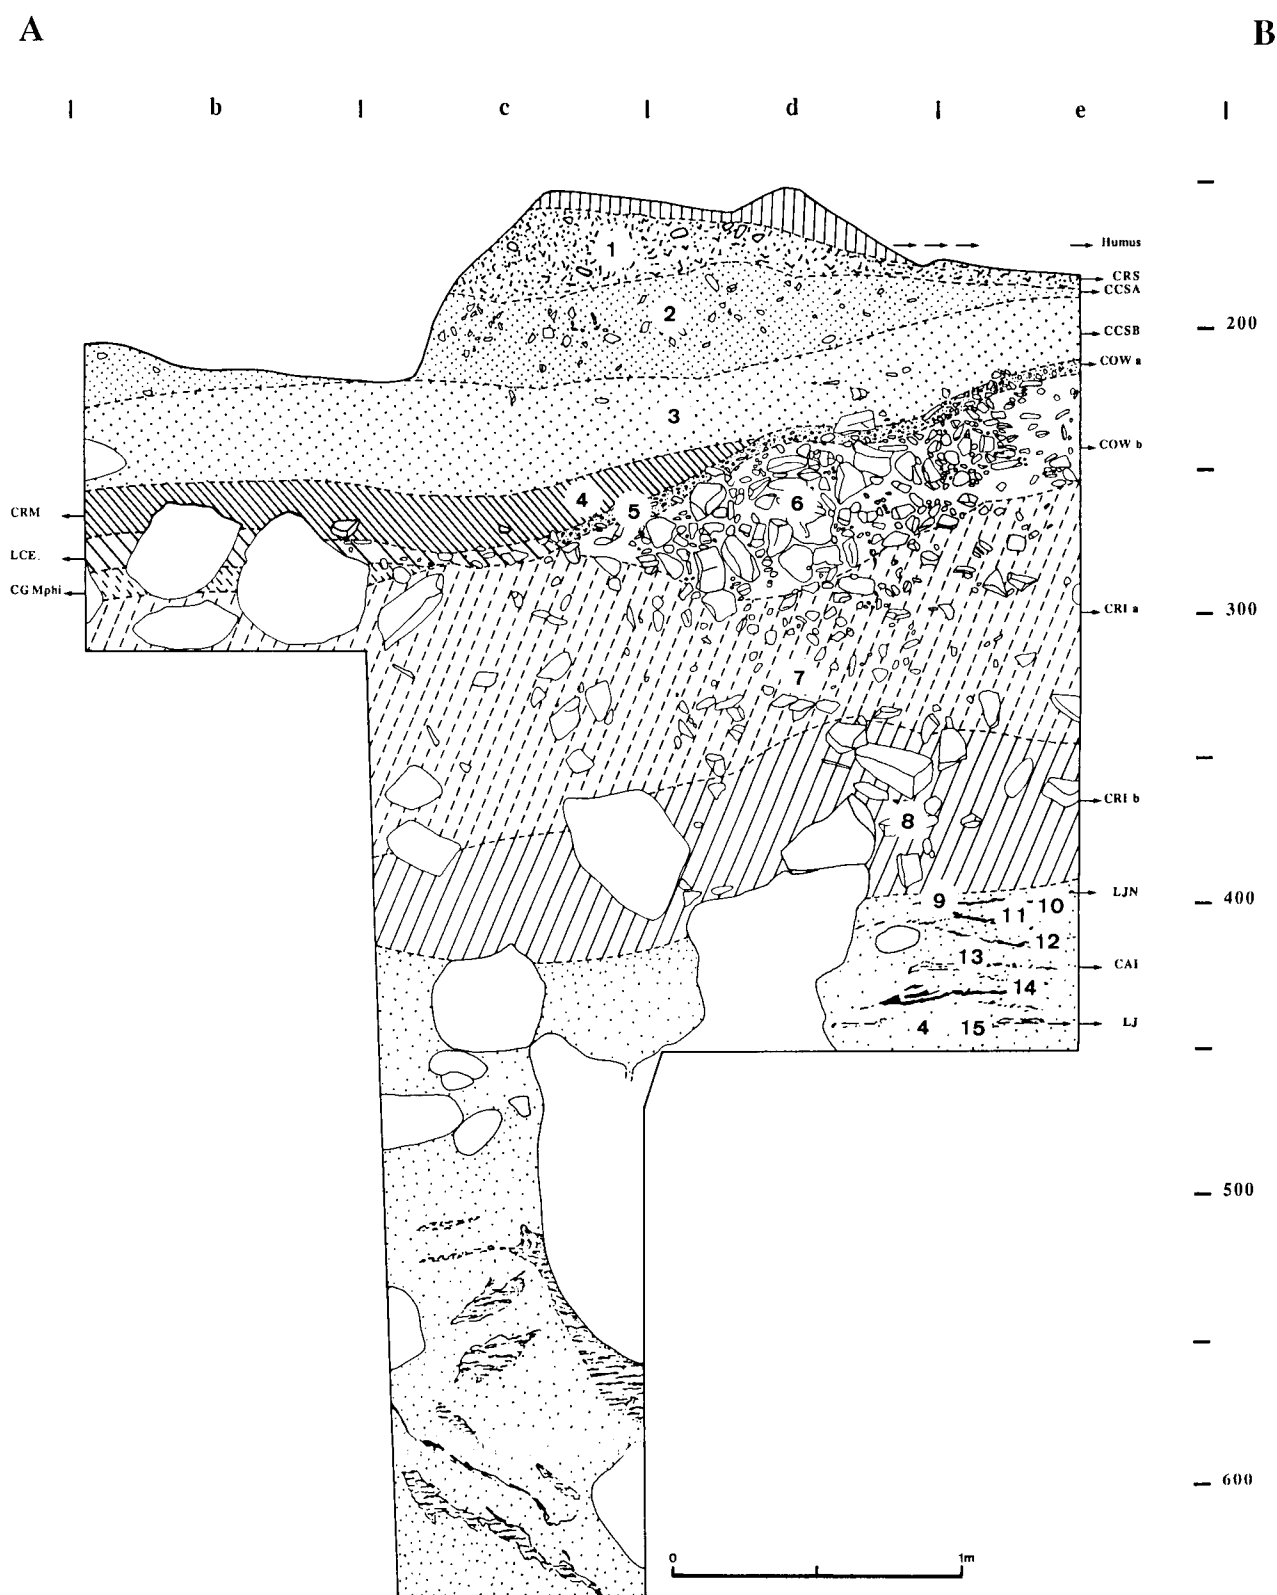 A B
b c d e
Humus
1
CRS
CCSA
2
200
CCSB
COW a
3
COW b
4 5 6
CRM
LCE.
CG Mphi
CRI a
300
7
CRI b
8
LJN
9 10
400
11
12
13
CAI
14
4 15
LJ
500
600
0 1m